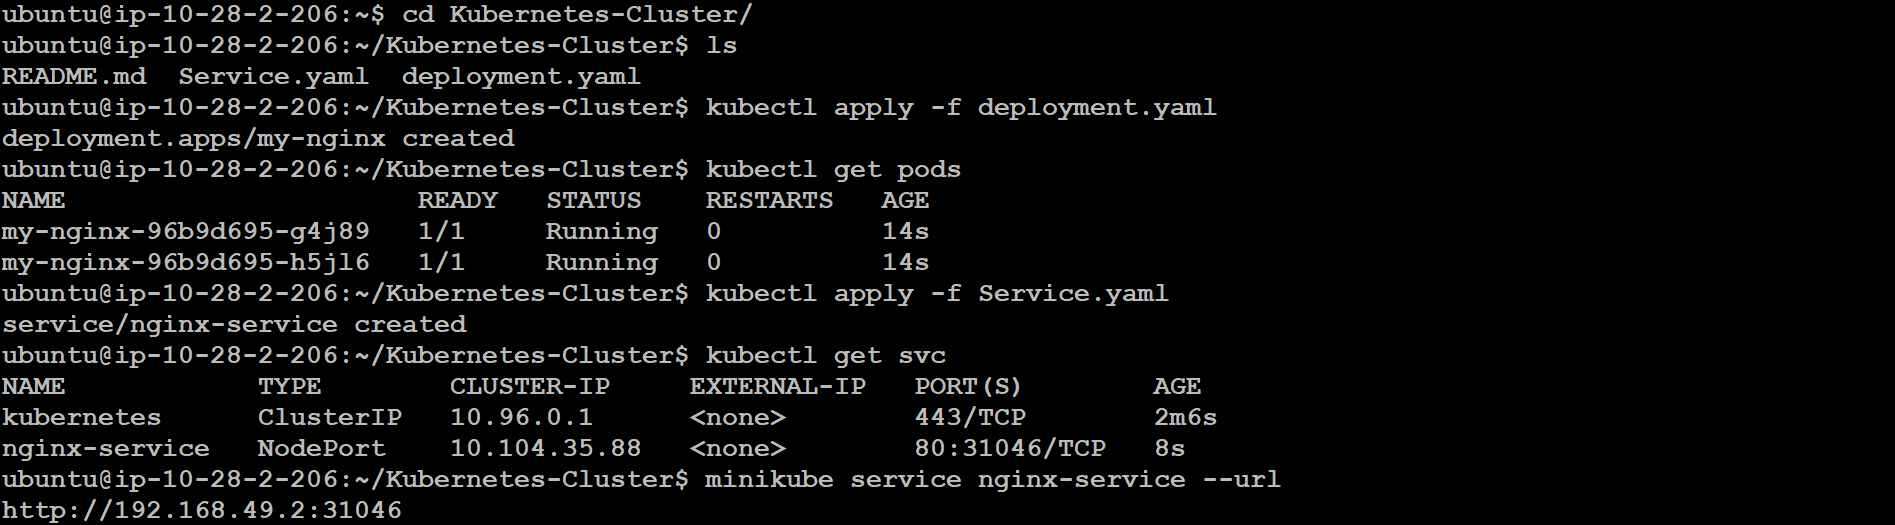 ubuntu@ip-10-28-2-206:~$ cd Kubernetes-Cluster/
ubuntu@ip-10-28-2-206:~/Kubernetes-Cluster$ ls
README.md  Service.yaml  deployment.yaml
ubuntu@ip-10-28-2-206:~/Kubernetes-Cluster$ kubectl apply -f deployment.yaml
deployment.apps/my-nginx created
ubuntu@ip-10-28-2-206:~/Kubernetes-Cluster$ kubectl get pods
NAME                      READY   STATUS    RESTARTS   AGE
my-nginx-96b9d695-g4j89   1/1     Running   0          14s
my-nginx-96b9d695-h5jl6   1/1     Running   0          14s
ubuntu@ip-10-28-2-206:~/Kubernetes-Cluster$ kubectl apply -f Service.yaml
service/nginx-service created
ubuntu@ip-10-28-2-206:~/Kubernetes-Cluster$ kubectl get svc
NAME            TYPE        CLUSTER-IP     EXTERNAL-IP   PORT(S)        AGE
kubernetes      ClusterIP   10.96.0.1      <none>        443/TCP        2m6s
nginx-service   NodePort    10.104.35.88   <none>        80:31046/TCP   8s
ubuntu@ip-10-28-2-206:~/Kubernetes-Cluster$ minikube service nginx-service --url
http://192.168.49.2:31046